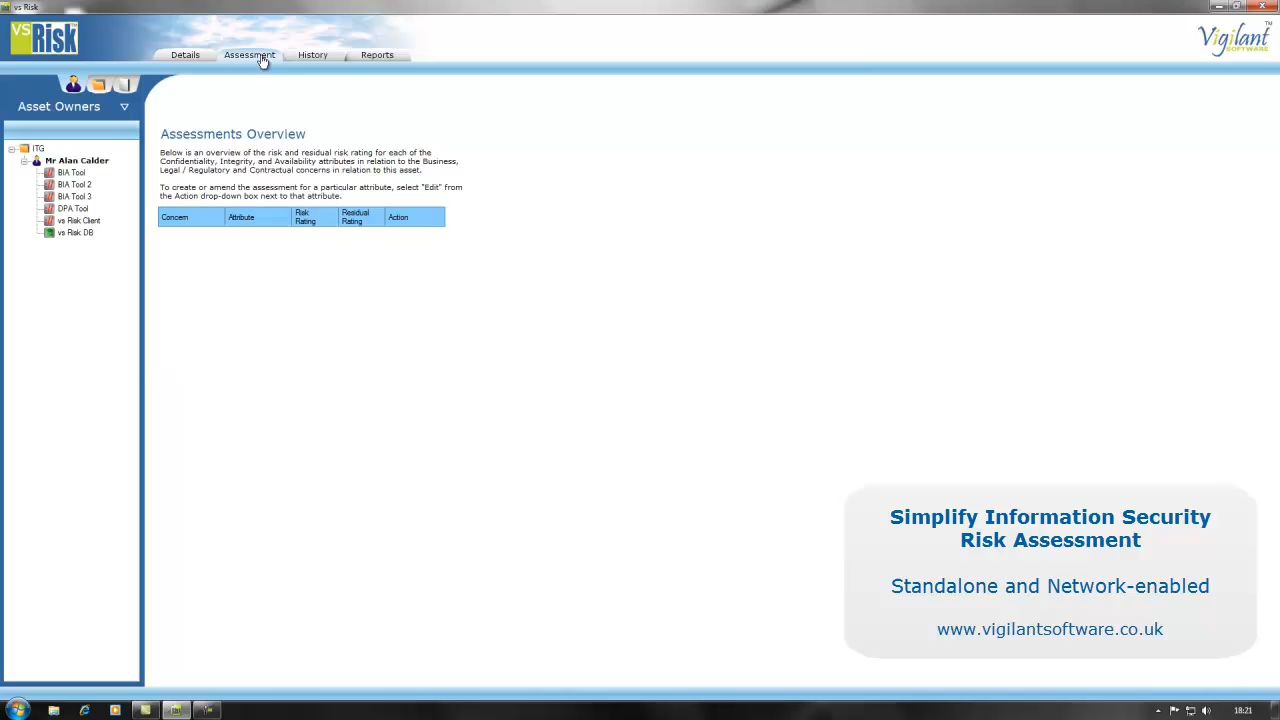 vs Risk
vs Risk
Vigilant
SOFTWARE
TM
Details
Assessment
History
Reports
Asset Owners
ITG
Mr Alan Calder
BIA Tool
BIA Tool 2
BIA Tool 3
DPA Tool
vs Risk Client
vs Risk DB
Assessments Overview
Below is an overview of the risk and residual risk rating for each of the
Confidentiality, Integrity, and Availability attributes in relation to the Business,
Legal / Regulatory and Contractual concerns in relation to this asset.
To create or amend the assessment for a particular attribute, select "Edit" from
the Action drop-down box next to that attribute.
Concern Attribute Risk Rating Residual Rating Action
Simplify Information Security
Risk Assessment
Standalone and Network-enabled
www.vigilantsoftware.co.uk
18:21